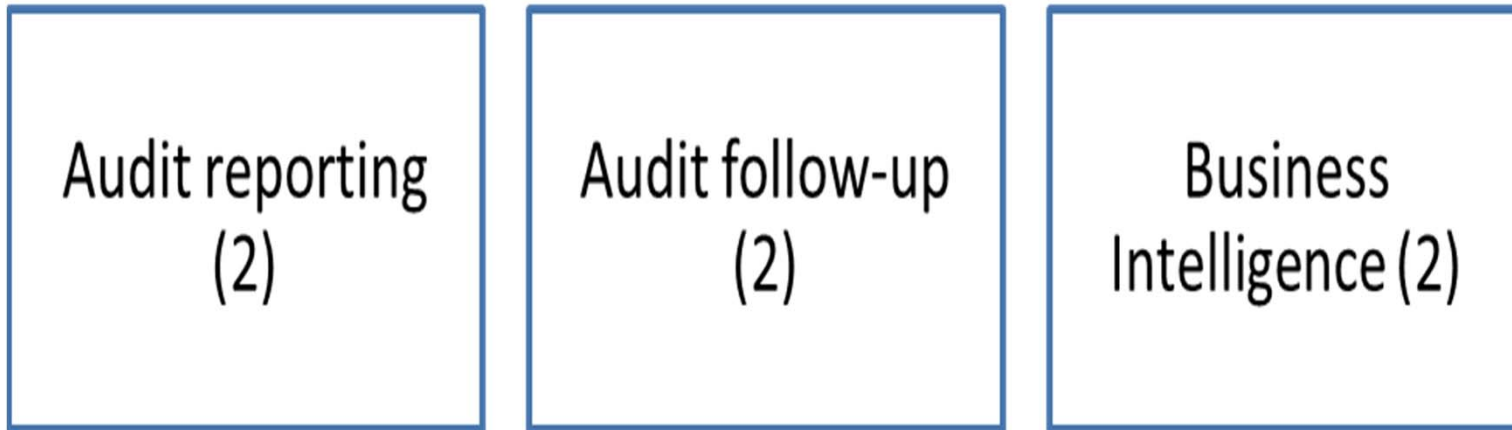 Audit reporting
(2)
Audit follow-up
(2)
Business
Intelligence (2)